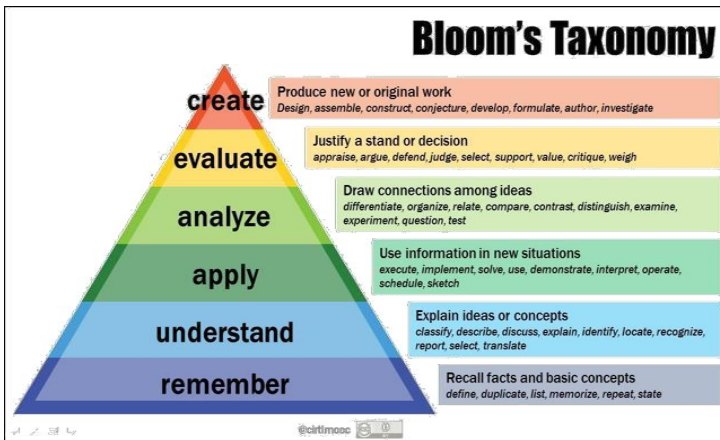 Bloom's Taxonomy
create
Produce new or original work
Design, assemble, construct, conjecture, develop, formulate, author, investigate
evaluate
Justify a stand or decision
appraise, argue, defend, judge, select, support, value, critique, weigh
analyze
Draw connections among ideas
differentiate, organize, relate, compare, contrast, distinguish, examine,
experiment, question, test
apply
Use information in new situations
execute, implement, solve, use, demonstrate, interpret, operate,
schedule, sketch
understand
Explain ideas or concepts
classify, describe, discuss, explain, identify, locate, recognize,
report, select, translate
remember
Recall facts and basic concepts
define, duplicate, list, memorize, repeat, state
@cirtlmooc